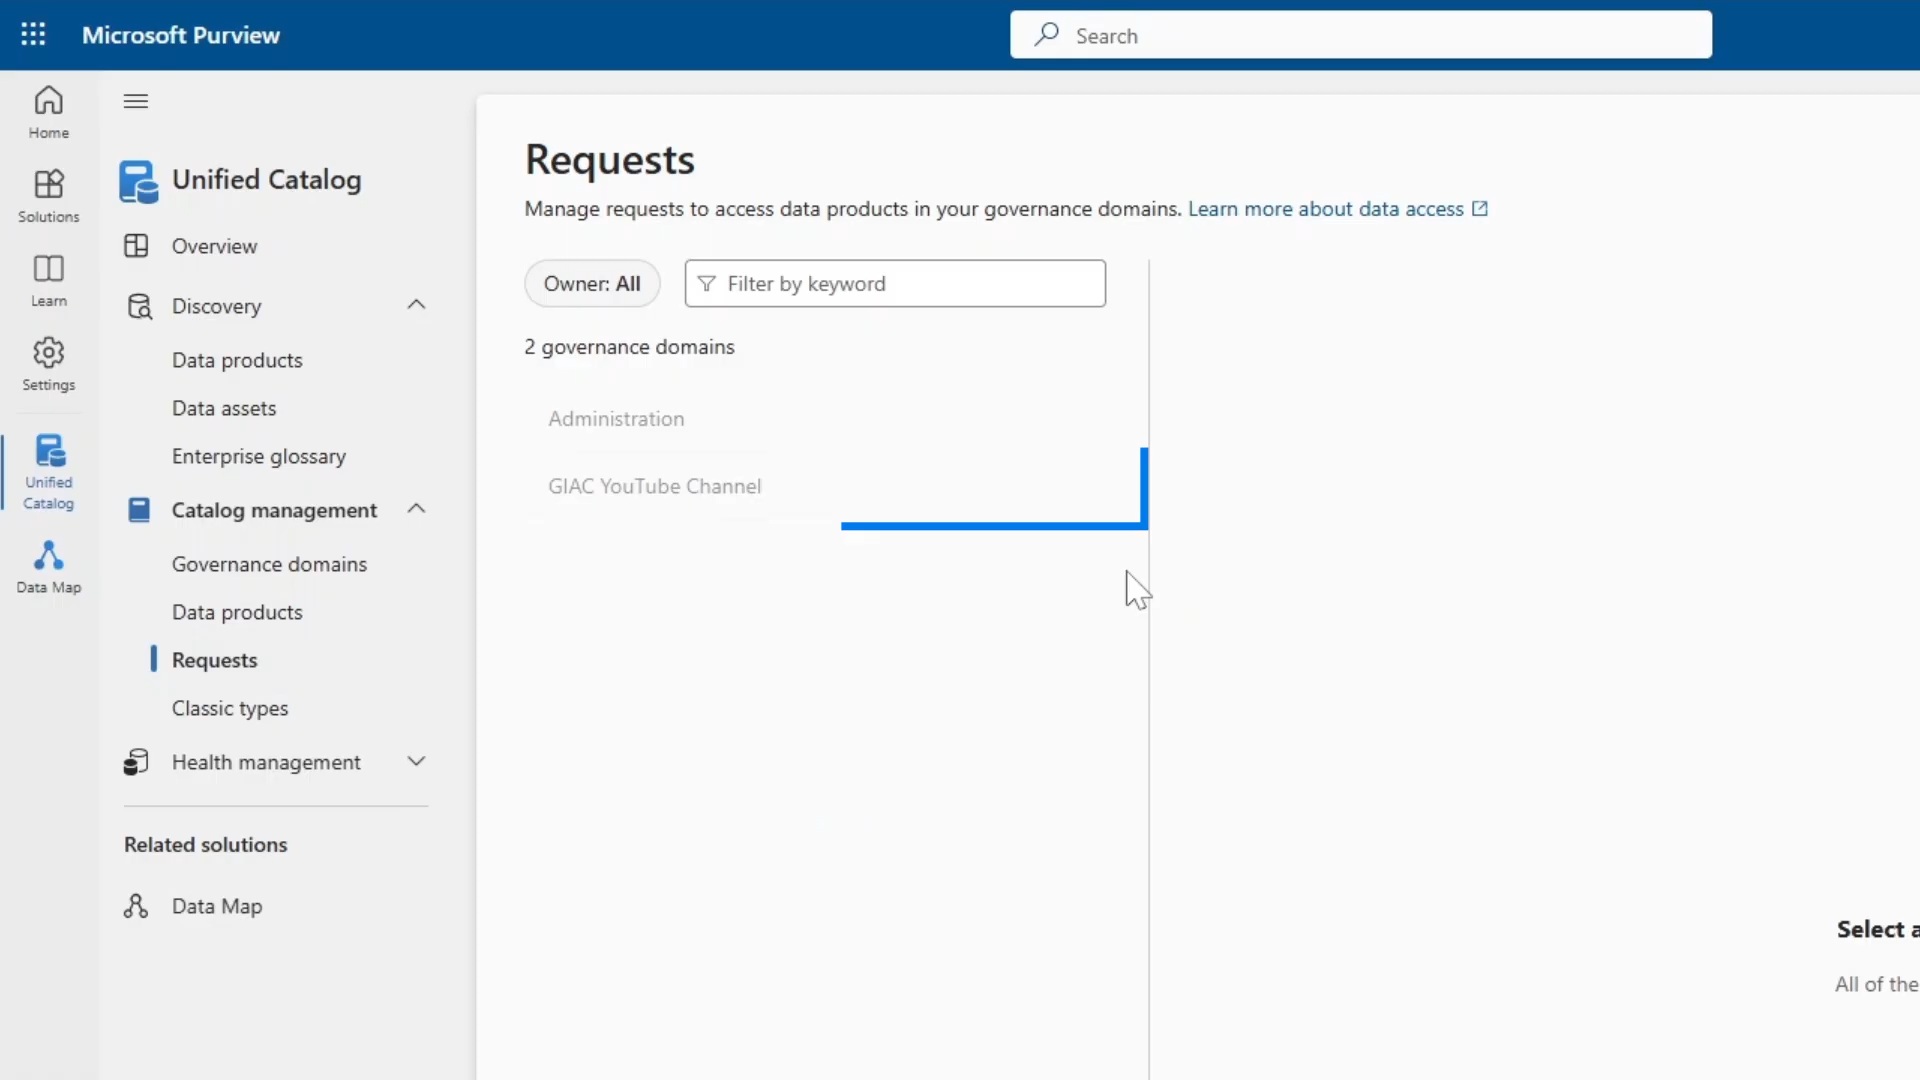 Microsoft Purview
Search
Home
Solutions
Learn
Settings
Unified
Catalog
Data Map
Unified Catalog
Overview
Discovery
Data products
Data assets
Enterprise glossary
Catalog management
Governance domains
Data products
Requests
Classic types
Health management
Related solutions
Data Map
Requests
Manage requests to access data products in your governance domains. Learn more about data access
Owner: All
Filter by keyword
2 governance domains
Administration
GIAC YouTube Channel
Select a
All of the